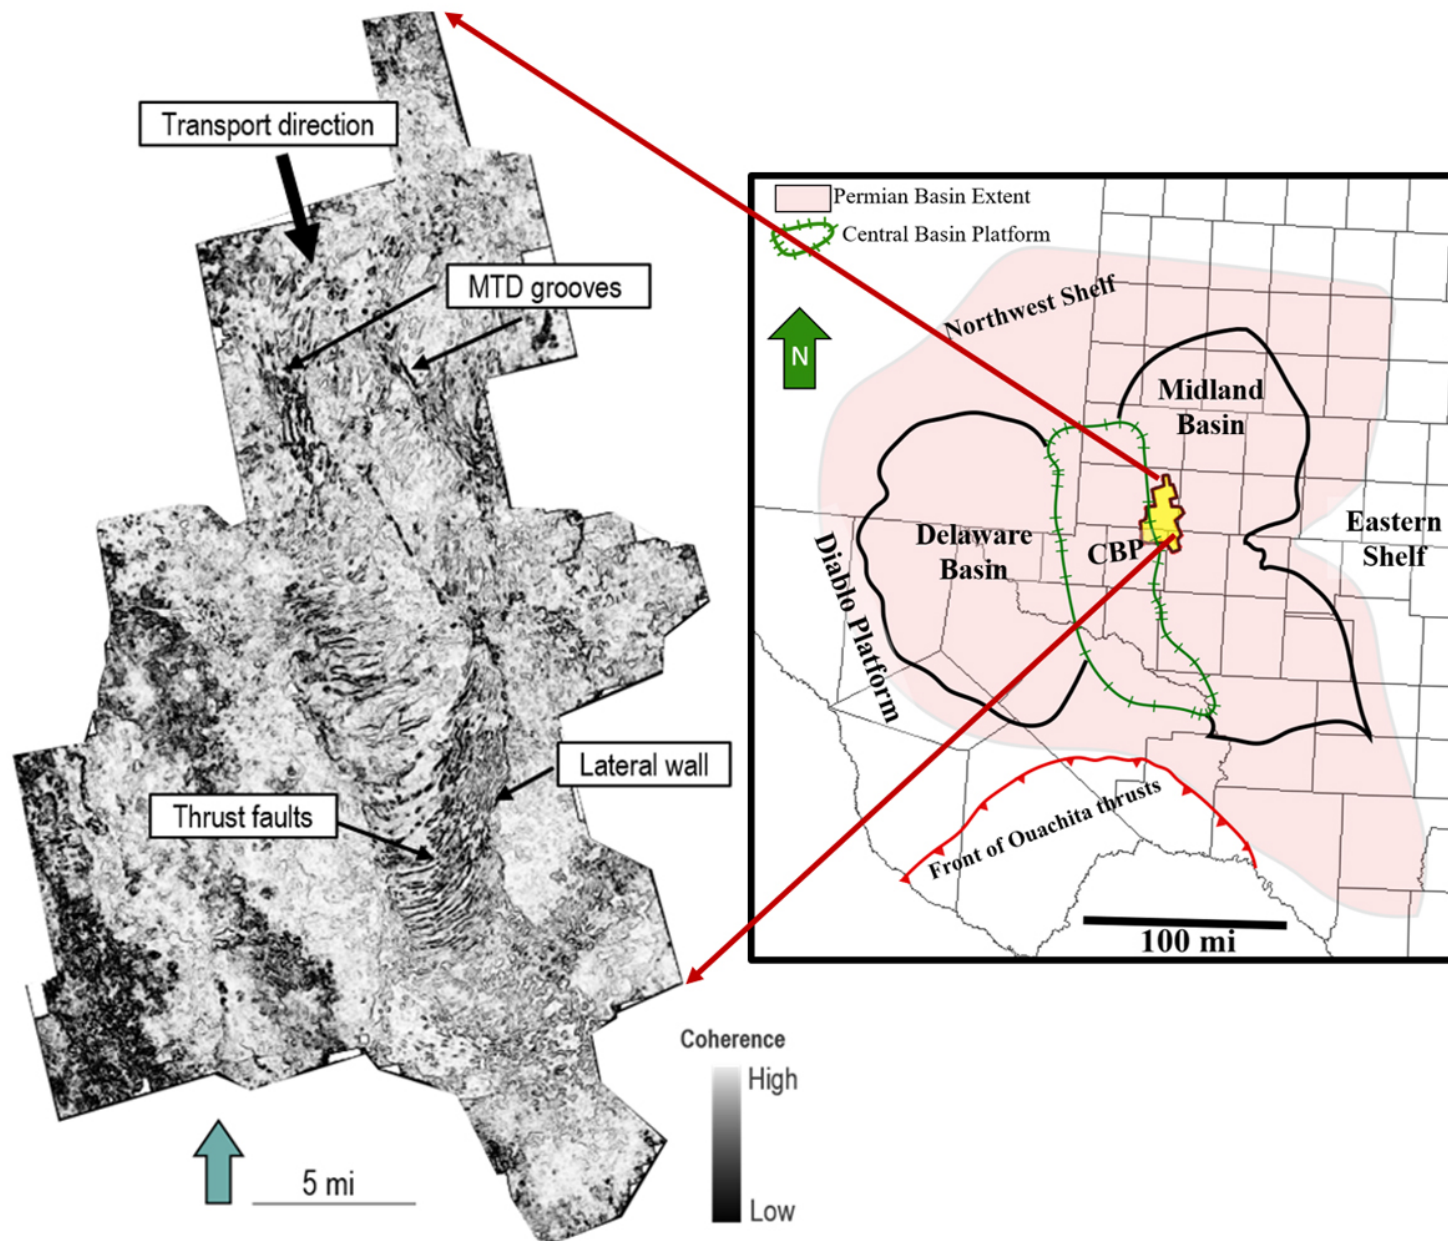 Transport direction
MTD grooves
Lateral wall
Thrust faults
5 mi
Coherence
High
Low
Permian Basin Extent
Central Basin Platform
N
Northwest Shelf
Midland
Basin
Delaware
Basin
CBP
Eastern
Shelf
Diablo Platform
Front of Ouachita thrusts
100 mi